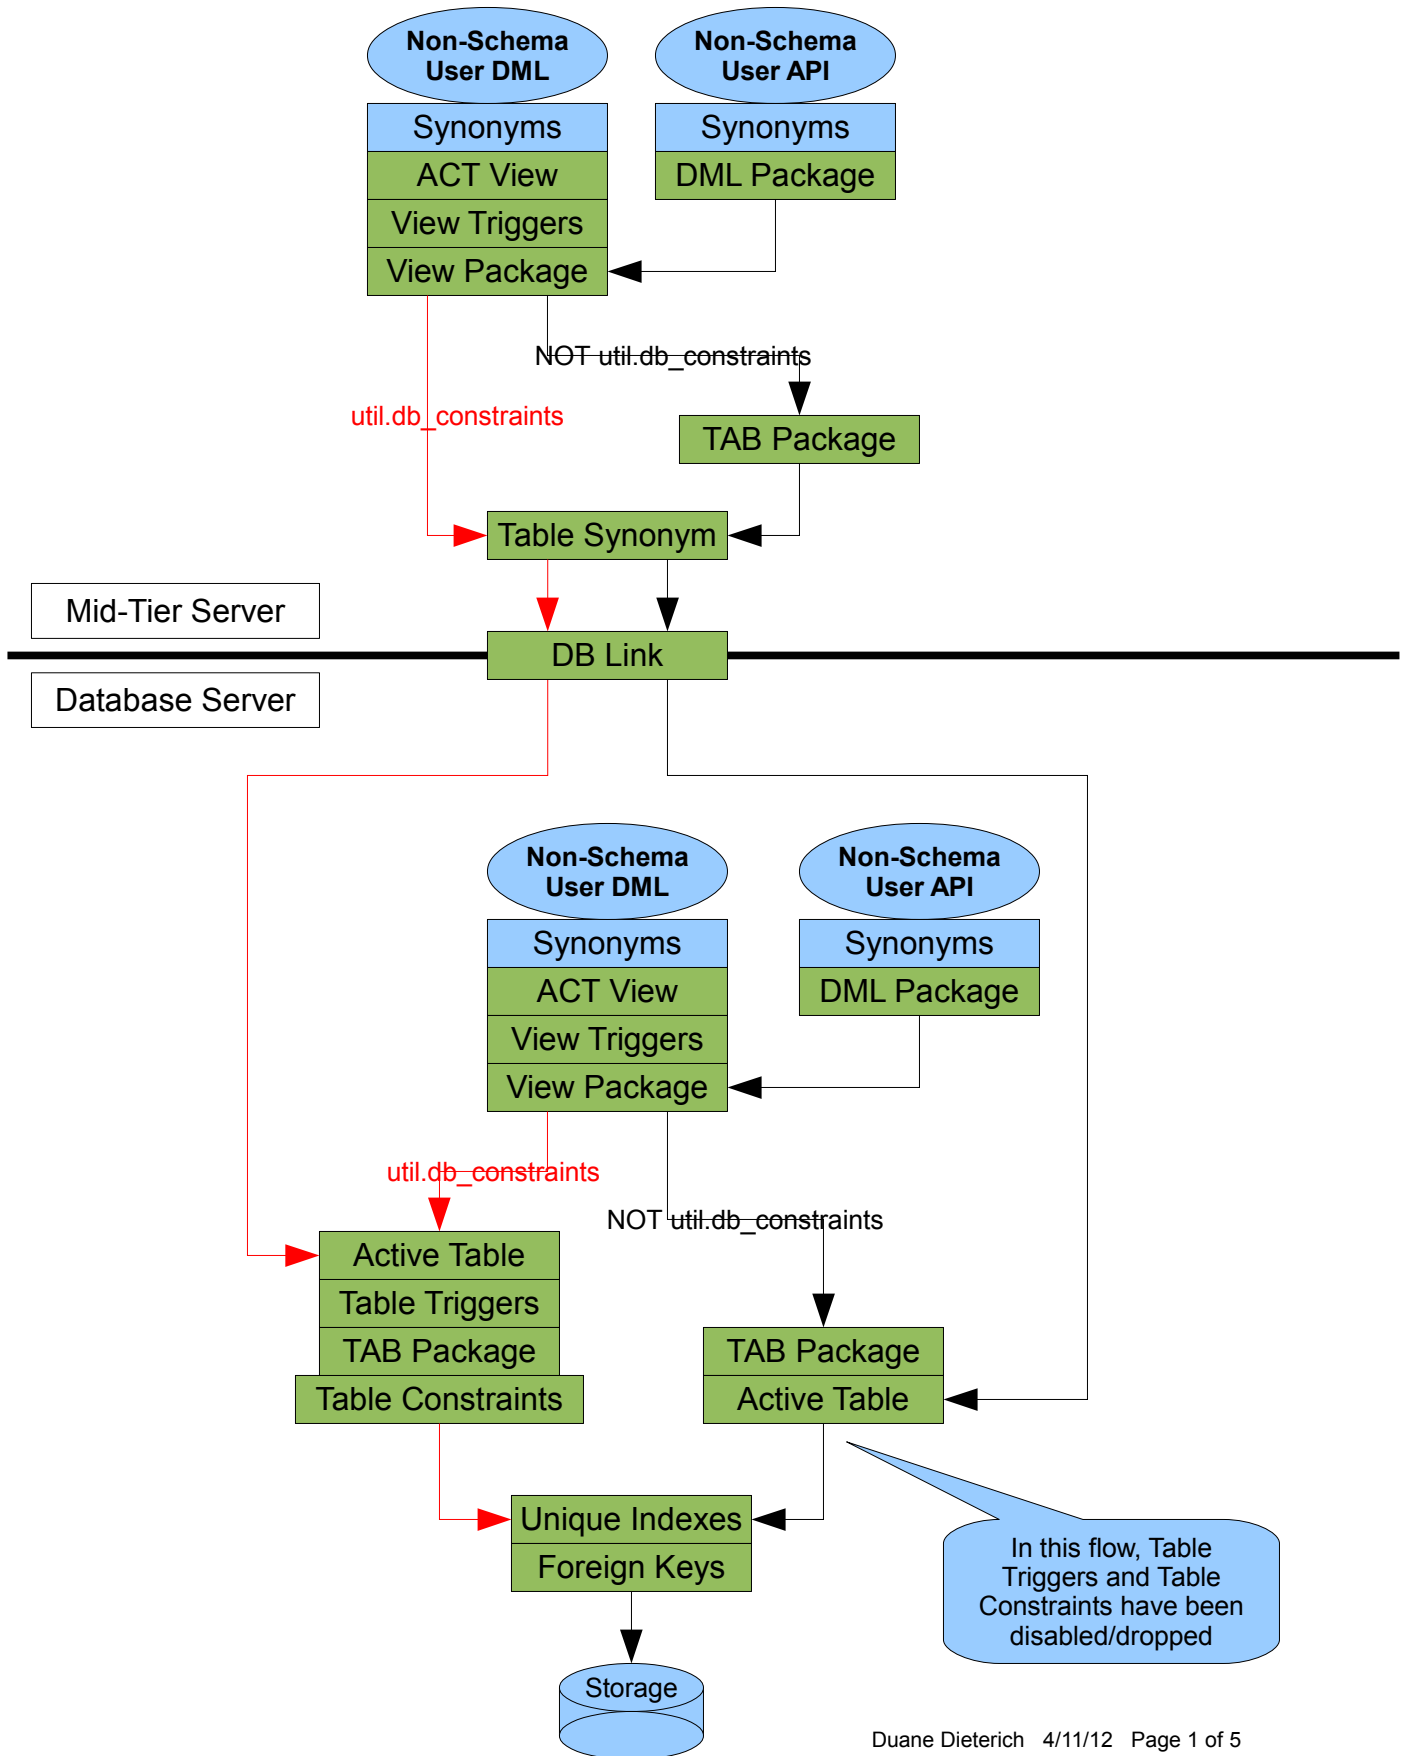 Non-Schema
User DML
Non-Schema
User API
Synonyms
Synonyms
ACT View
DML Package
View Triggers
View Package
NOT util.db_constraints
util.db_constraints
TAB Package
Table Synonym
Mid-Tier Server
DB Link
Database Server
Non-Schema
User DML
Non-Schema
User API
Synonyms
Synonyms
ACT View
DML Package
View Triggers
View Package
util.db_constraints
NOT util.db_constraints
Active Table
Table Triggers
TAB Package
Table Constraints
TAB Package
Active Table
Unique Indexes
Foreign Keys
In this flow, Table
Triggers and Table
Constraints have been
disabled/dropped
Storage
Duane Dieterich 4/11/12 Page 1 of 5